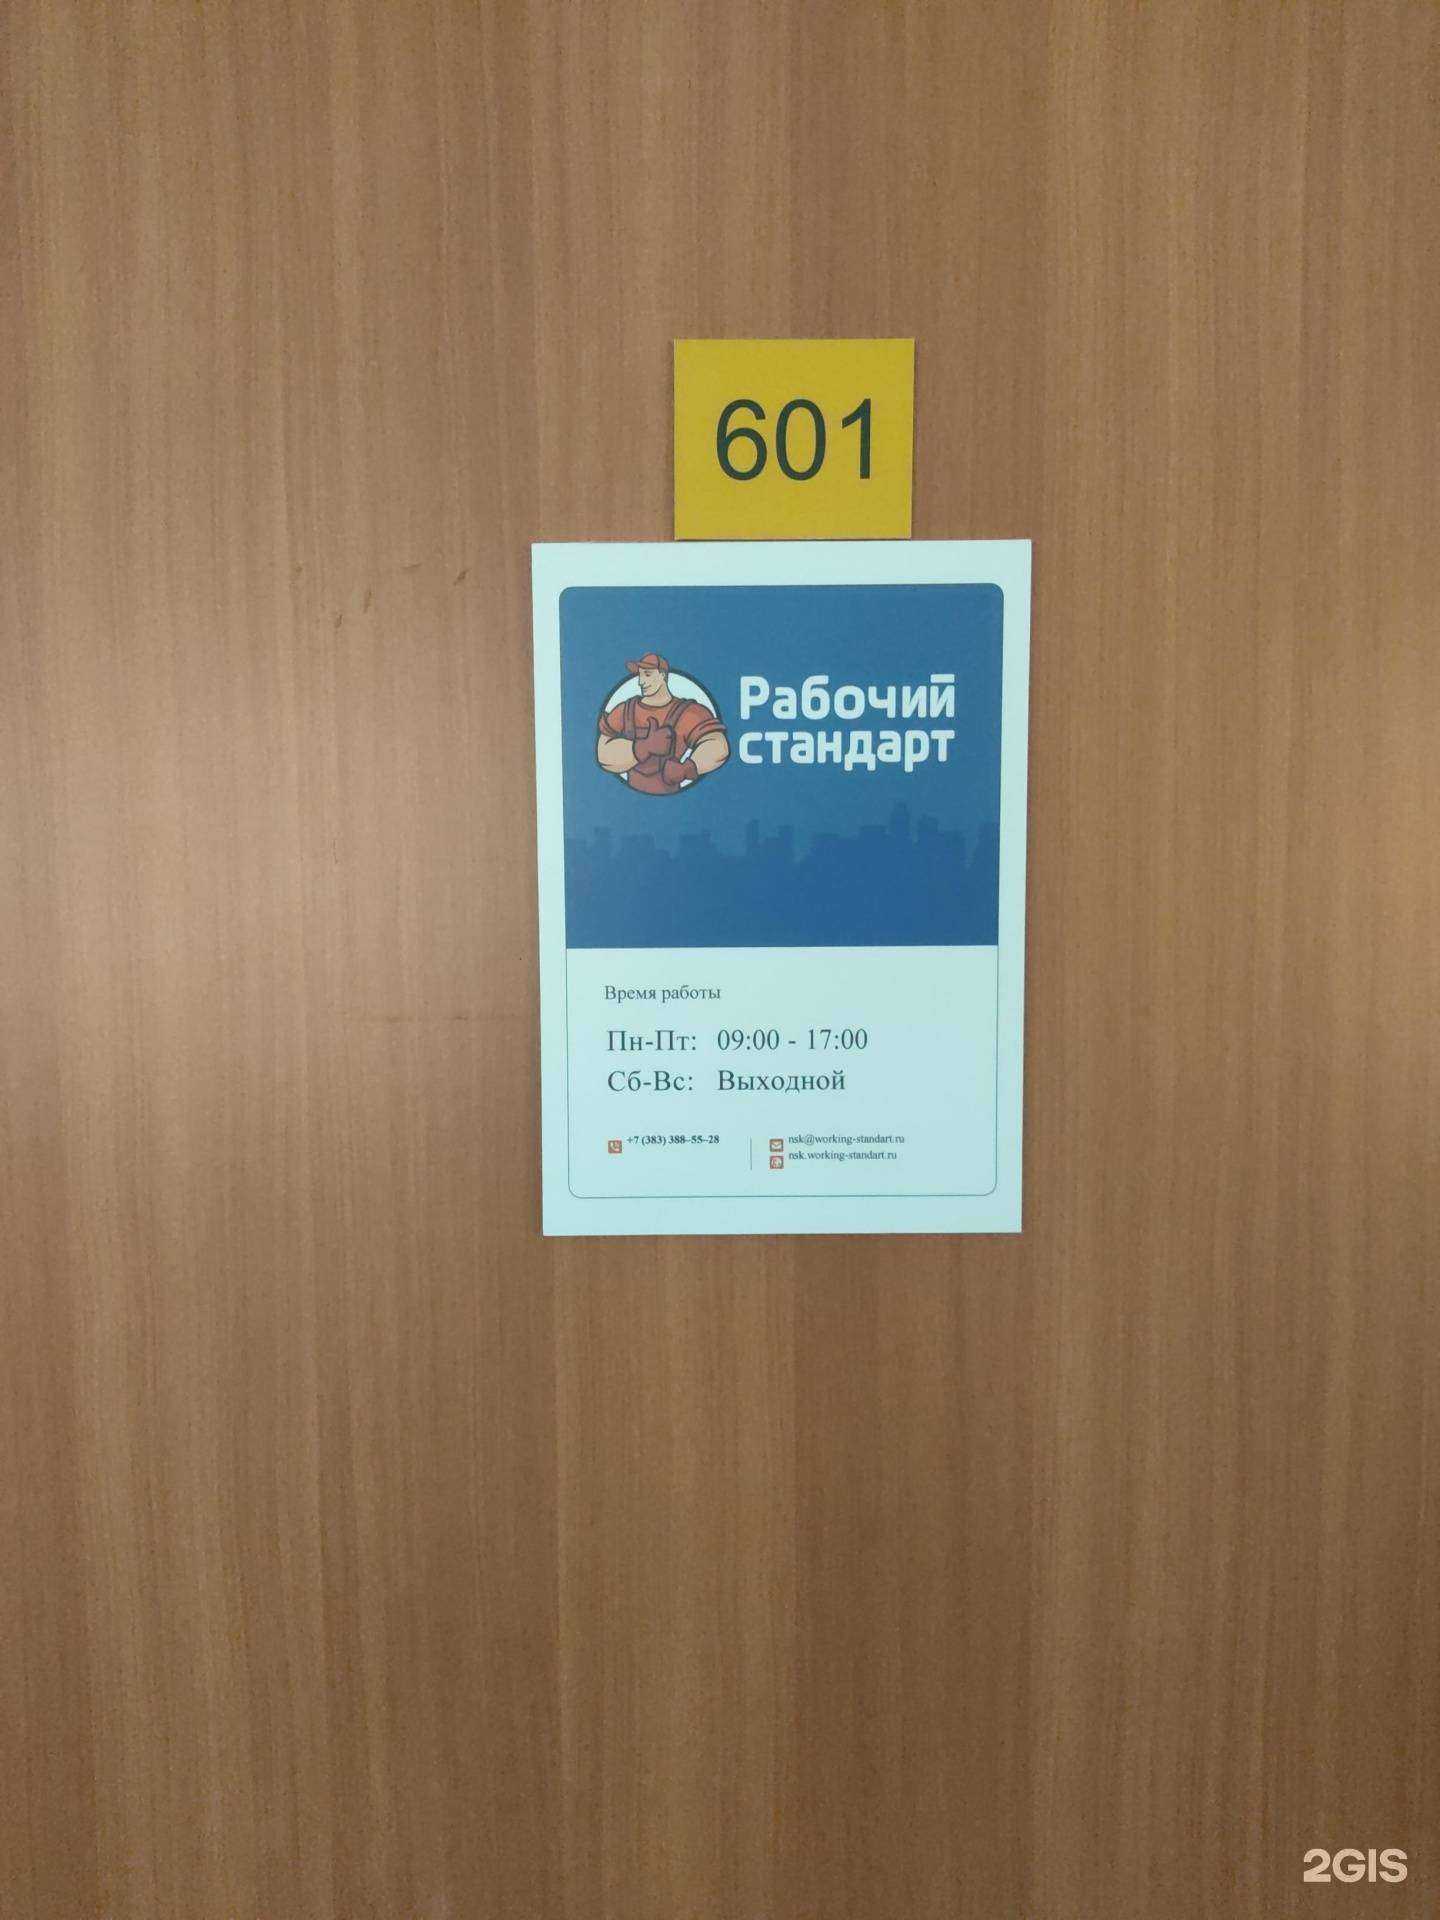 601
Рабочий
стандарт
Время работы
Пн-Пт: 09:00 - 17:00
Сб-Вс: Выходной
+7 (383) 388-55-28
nsk@working-standart.ru
nsk.working-standart.ru
2GIS